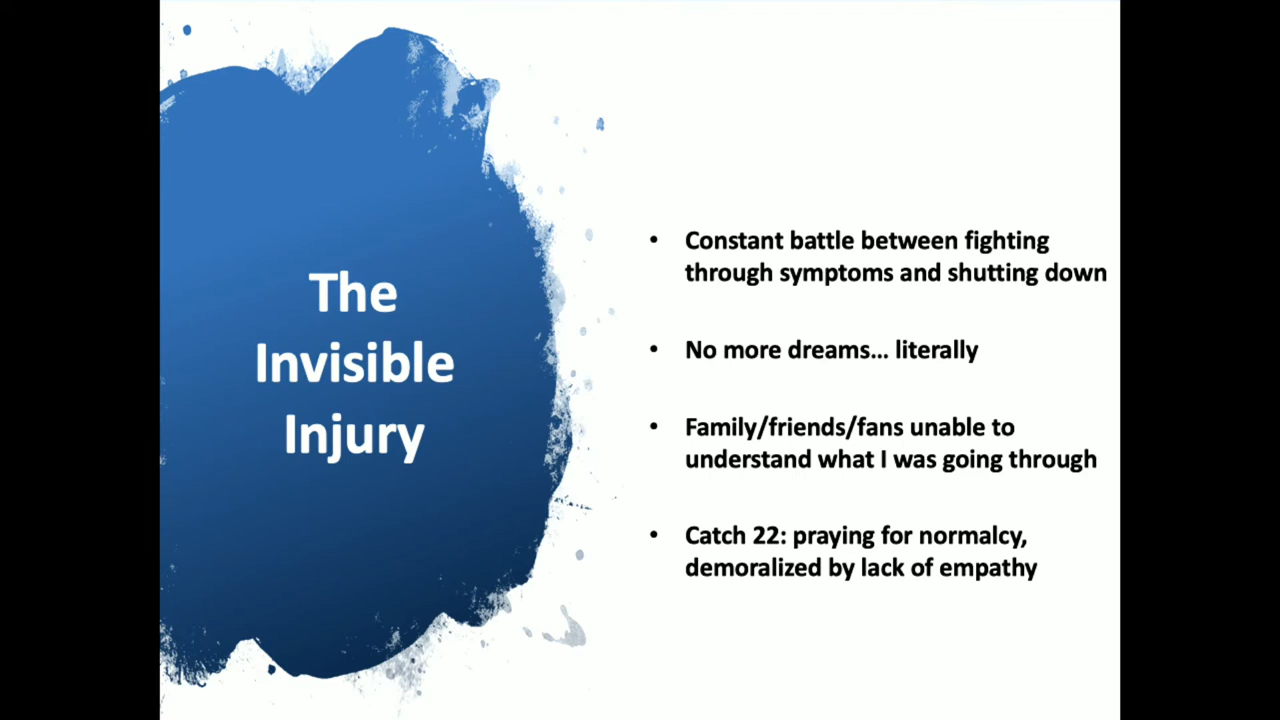 The
Invisible
Injury
• Constant battle between fighting
through symptoms and shutting down
• No more dreams... literally
• Family/friends/fans unable to
understand what I was going through
• Catch 22: praying for normalcy,
demoralized by lack of empathy